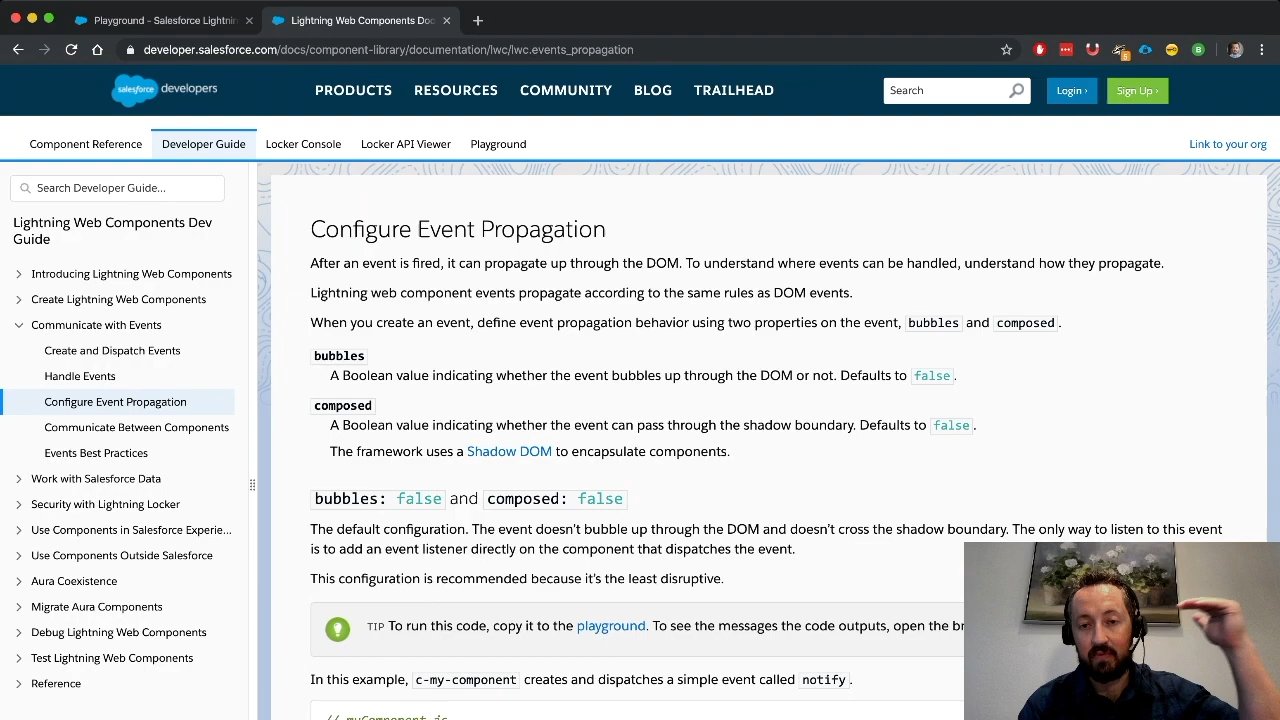 Playground - Salesforce Lightnin
Lightning Web Components Doc
developer.salesforce.com/docs/component-library/documentation/lwc/lwc.events_propagation
6
B
salesforce developers
PRODUCTS
RESOURCES
COMMUNITY
BLOG
TRAILHEAD
Search
Login ›
Sign Up ›
Component Reference
Developer Guide
Locker Console
Locker API Viewer
Playground
Link to your org
Search Developer Guide...
Lightning Web Components Dev
Guide
Introducing Lightning Web Components
Create Lightning Web Components
Communicate with Events
Create and Dispatch Events
Handle Events
Configure Event Propagation
Communicate Between Components
Events Best Practices
Work with Salesforce Data
Security with Lightning Locker
Use Components in Salesforce Experie...
Use Components Outside Salesforce
Aura Coexistence
Migrate Aura Components
Debug Lightning Web Components
Test Lightning Web Components
Reference
Configure Event Propagation
After an event is fired, it can propagate up through the DOM. To understand where events can be handled, understand how they propagate.
Lightning web component events propagate according to the same rules as DOM events.
When you create an event, define event propagation behavior using two properties on the event, bubbles and composed.
bubbles
A Boolean value indicating whether the event bubbles up through the DOM or not. Defaults to false.
composed
A Boolean value indicating whether the event can pass through the shadow boundary. Defaults to false.
The framework uses a Shadow DOM to encapsulate components.
bubbles: false and composed: false
The default configuration. The event doesn't bubble up through the DOM and doesn't cross the shadow boundary. The only way to listen to this event
is to add an event listener directly on the component that dispatches the event.
This configuration is recommended because it's the least disruptive.
TIP To run this code, copy it to the playground. To see the messages the code outputs, open the br
In this example, c-my-component creates and dispatches a simple event called notify.
// myComponent.js